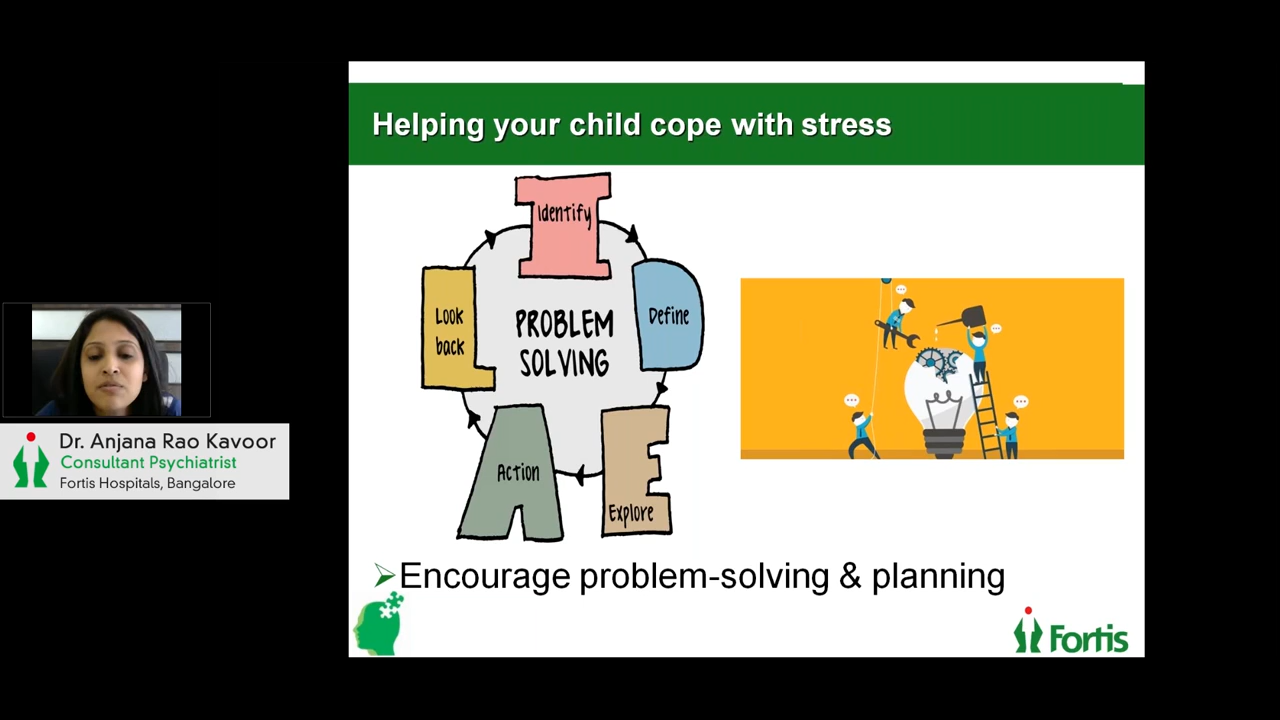 Helping your child cope with stress
Identify
Define
Explore
Action
Look
back
PROBLEM
SOLVING
Encourage problem-solving & planning
Fortis
Dr. Anjana Rao Kavoor
Consultant Psychiatrist
Fortis Hospitals, Bangalore